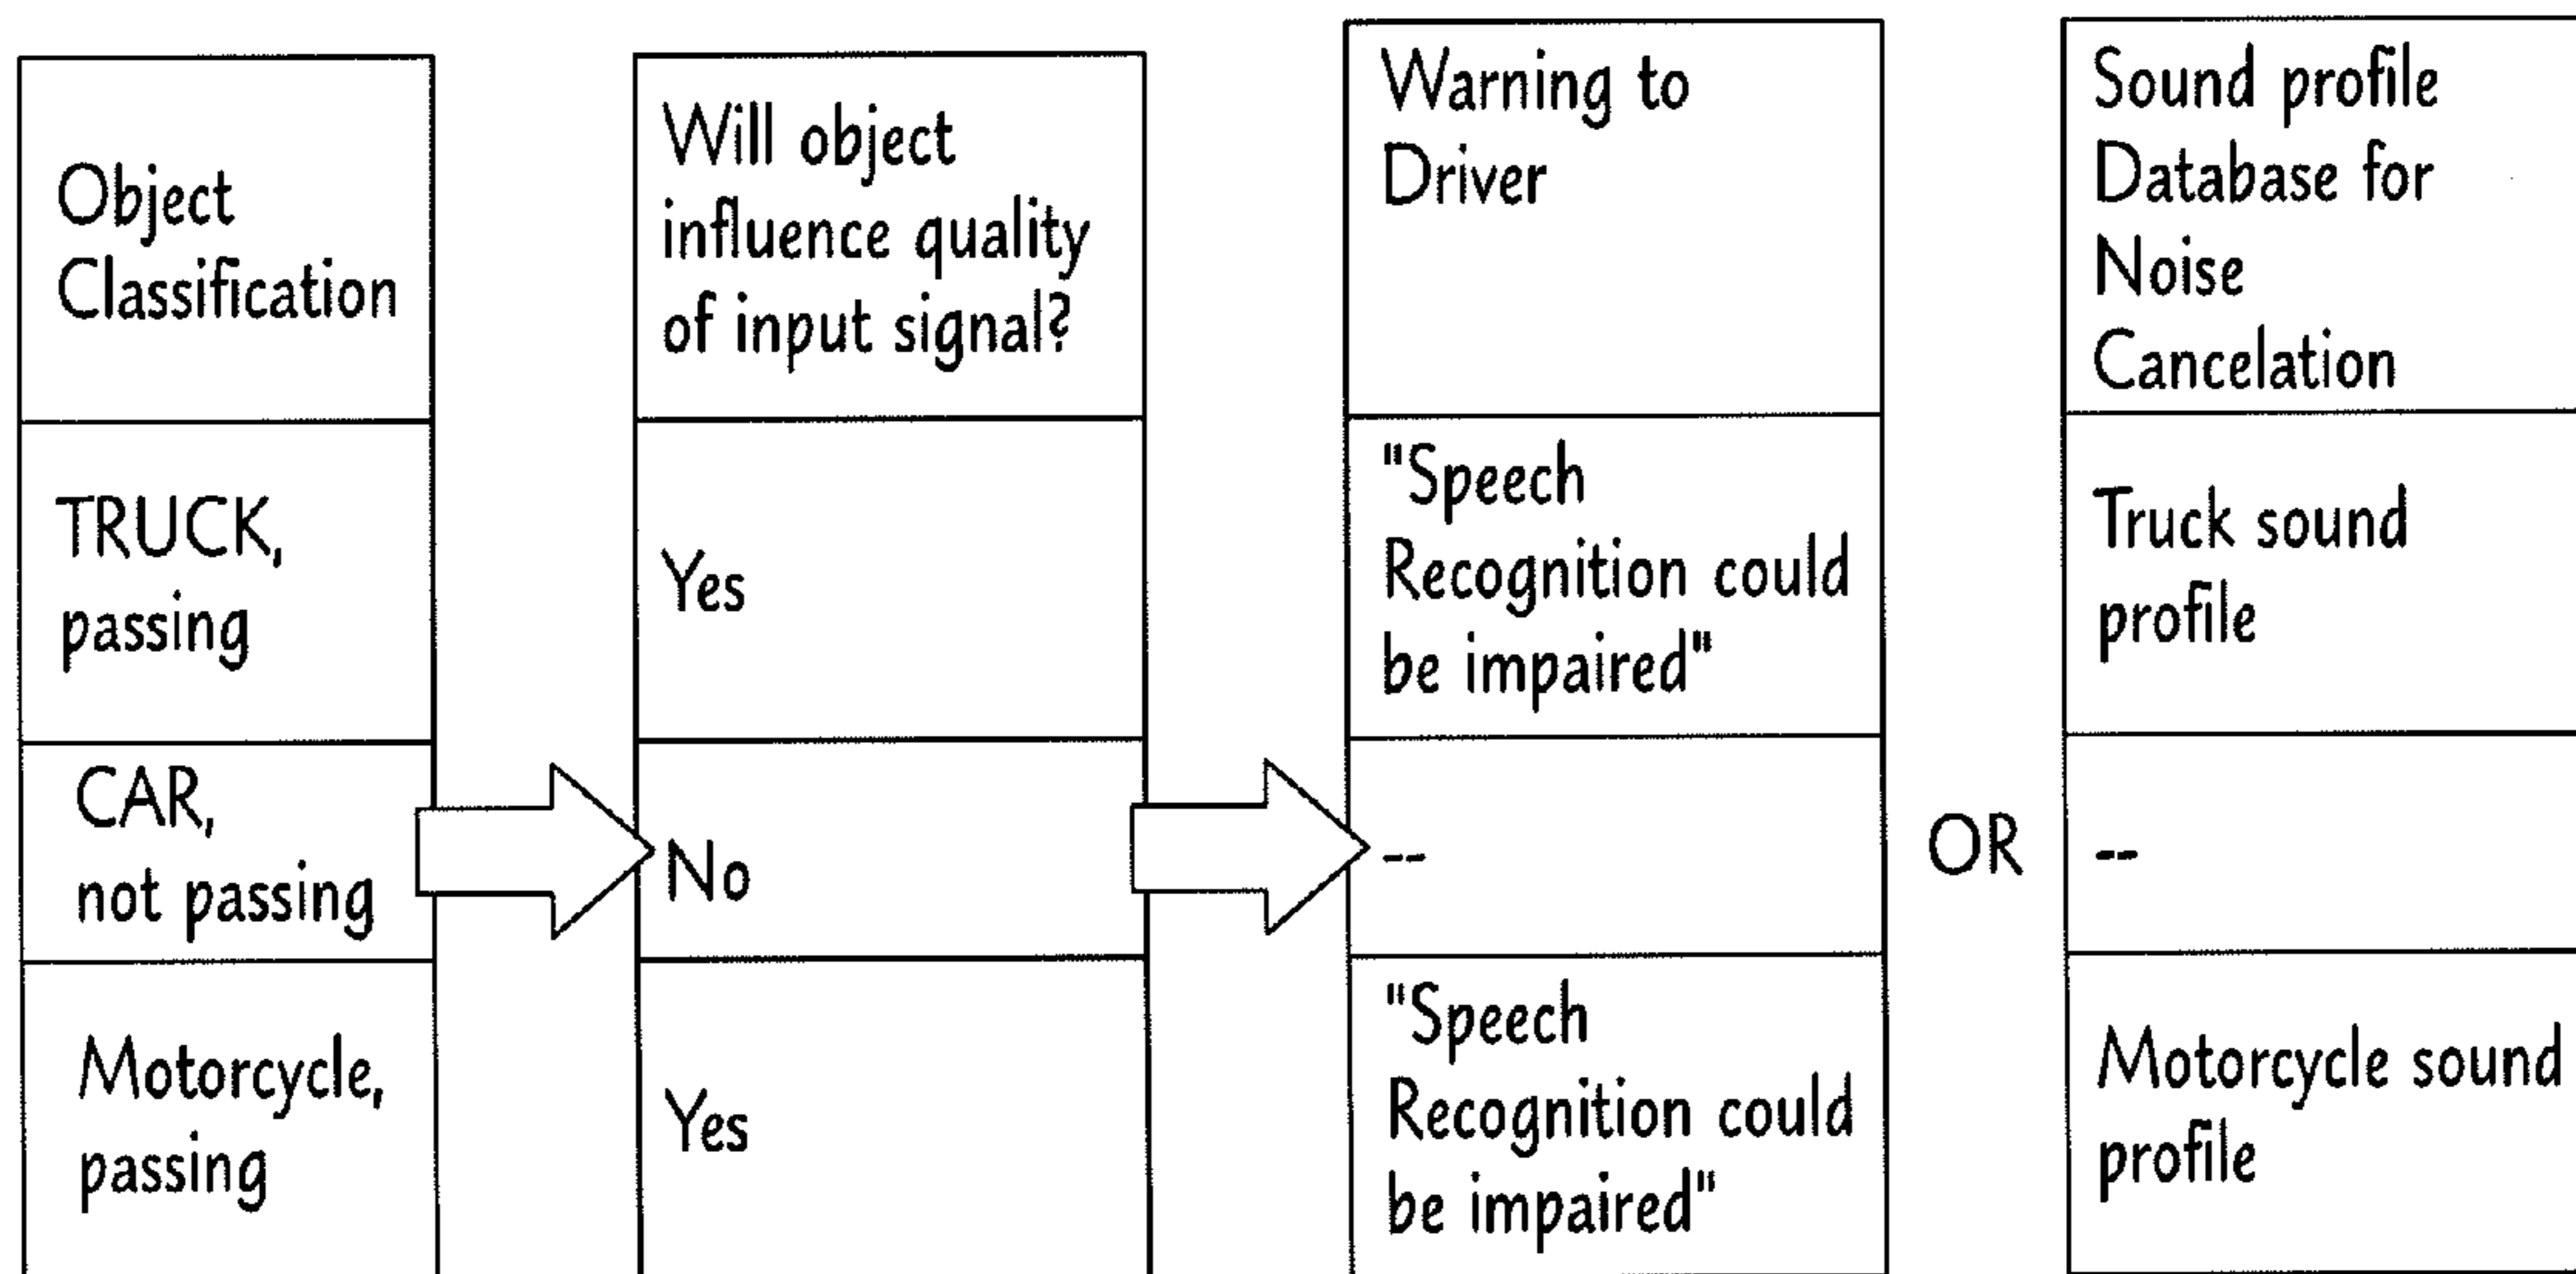 Object
Classification
TRUCK,
passing
CAR,
not passing
Motorcycle,
passing
Will object
influence quality
of input signal?
Yes
No
Yes
Warning to
Driver
"Speech
Recognition could
be impaired"
--
"Speech
Recognition could
be impaired"
OR
Sound profile
Database for
Noise
Cancelation
Truck sound
profile
--
Motorcycle sound
profile